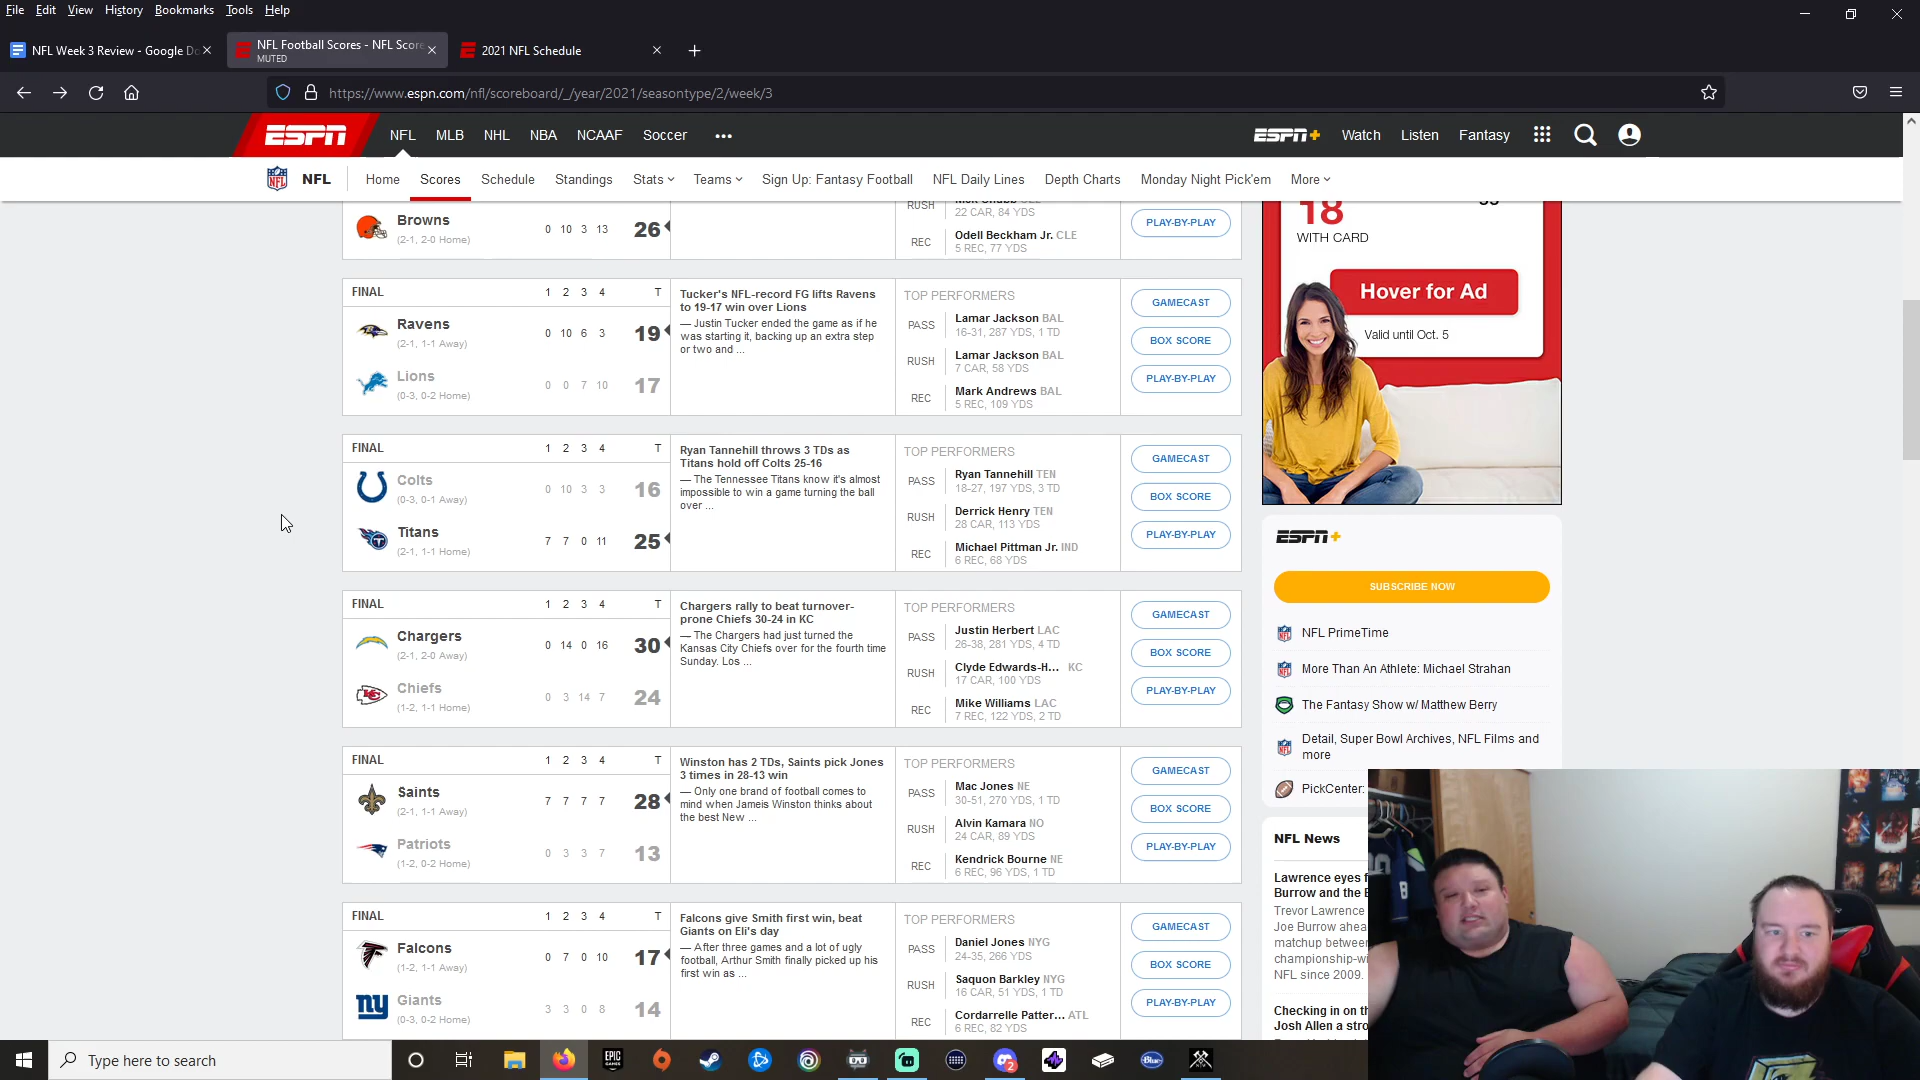 File Edit View History Bookmarks Tools Help
NFL Week 3 Review - Google Do
NFL Football Scores - NFL Score
MUTED
2021 NFL Schedule
https://www.espn.com/nfl/scoreboard/_/year/2021/seasontype/2/week/3
ESPN NFL MLB NHL NBA NCAAF Soccer ESPN+ Watch Listen Fantasy
NFL Home Scores Schedule Standings Stats Teams Sign Up: Fantasy Football NFL Daily Lines Depth Charts Monday Night Pick'em More
Browns 0 10 3 13 26
(2-1, 2-0 Home)
RUSH
22 CAR, 84 YDS
REC Odell Beckham Jr. CLE
5 REC, 77 YDS
PLAY-BY-PLAY
FINAL 1 2 3 4 T
Ravens 0 10 6 3 19
(2-1, 1-1 Away)
Lions 0 0 7 10 17
(0-3, 0-2 Home)
Tucker's NFL-record FG lifts Ravens
to 19-17 win over Lions
— Justin Tucker ended the game as if he
was starting it, backing up an extra step
or two and ...
TOP PERFORMERS
PASS Lamar Jackson BAL
16-31, 287 YDS, 1 TD
RUSH Lamar Jackson BAL
7 CAR, 58 YDS
REC Mark Andrews BAL
5 REC, 109 YDS
GAMECAST
BOX SCORE
PLAY-BY-PLAY
FINAL 1 2 3 4 T
Colts 0 10 3 3 16
(0-3, 0-1 Away)
Titans 7 7 0 11 25
(2-1, 1-1 Home)
Ryan Tannehill throws 3 TDs as
Titans hold off Colts 25-16
— The Tennessee Titans know it's almost
impossible to win a game turning the ball
over ...
TOP PERFORMERS
PASS Ryan Tannehill TEN
18-27, 197 YDS, 3 TD
RUSH Derrick Henry TEN
28 CAR, 113 YDS
REC Michael Pittman Jr. IND
6 REC, 68 YDS
GAMECAST
BOX SCORE
PLAY-BY-PLAY
FINAL 1 2 3 4 T
Chargers 0 14 0 16 30
(2-1, 2-0 Away)
Chiefs 0 3 14 7 24
(1-2, 1-1 Home)
Chargers rally to beat turnover-
prone Chiefs 30-24 in KC
— The Chargers had just turned the
Kansas City Chiefs over for the fourth time
Sunday. Los ...
TOP PERFORMERS
PASS Justin Herbert LAC
26-38, 281 YDS, 4 TD
RUSH Clyde Edwards-H... KC
17 CAR, 100 YDS
REC Mike Williams LAC
7 REC, 122 YDS, 2 TD
GAMECAST
BOX SCORE
PLAY-BY-PLAY
FINAL 1 2 3 4 T
Saints 7 7 7 7 28
(2-1, 1-1 Away)
Patriots 0 3 3 7 13
(1-2, 0-2 Home)
Winston has 2 TDs, Saints pick Jones
3 times in 28-13 win
— Only one brand of football comes to
mind when Jameis Winston thinks about
the best New ...
TOP PERFORMERS
PASS Mac Jones NE
30-51, 270 YDS, 1 TD
RUSH Alvin Kamara NO
24 CAR, 89 YDS
REC Kendrick Bourne NE
6 REC, 96 YDS, 1 TD
GAMECAST
BOX SCORE
PLAY-BY-PLAY
FINAL 1 2 3 4 T
Falcons 0 7 0 10 17
(1-2, 1-1 Away)
Giants 3 3 0 8 14
(0-3, 0-2 Home)
Falcons give Smith first win, beat
Giants on Eli's day
— After three games and a lot of ugly
football, Arthur Smith finally picked up his
first win as ...
TOP PERFORMERS
PASS Daniel Jones NYG
24-35, 266 YDS
RUSH Saquon Barkley NYG
16 CAR, 51 YDS, 1 TD
REC Cordarrelle Patter... ATL
6 REC, 82 YDS
GAMECAST
BOX SCORE
PLAY-BY-PLAY
18
WITH CARD
Hover for Ad
Valid until Oct. 5
ESPN+
SUBSCRIBE NOW
NFL PrimeTime
More Than An Athlete: Michael Strahan
The Fantasy Show w/ Matthew Berry
Detail, Super Bowl Archives, NFL Films and
more
PickCenter:
NFL News
Lawrence eyes f
Burrow and the B
Trevor Lawrence
Joe Burrow ahea
matchup betwee
championship-wi
NFL since 2009.
Checking in on th
Josh Allen a stro
Type here to search